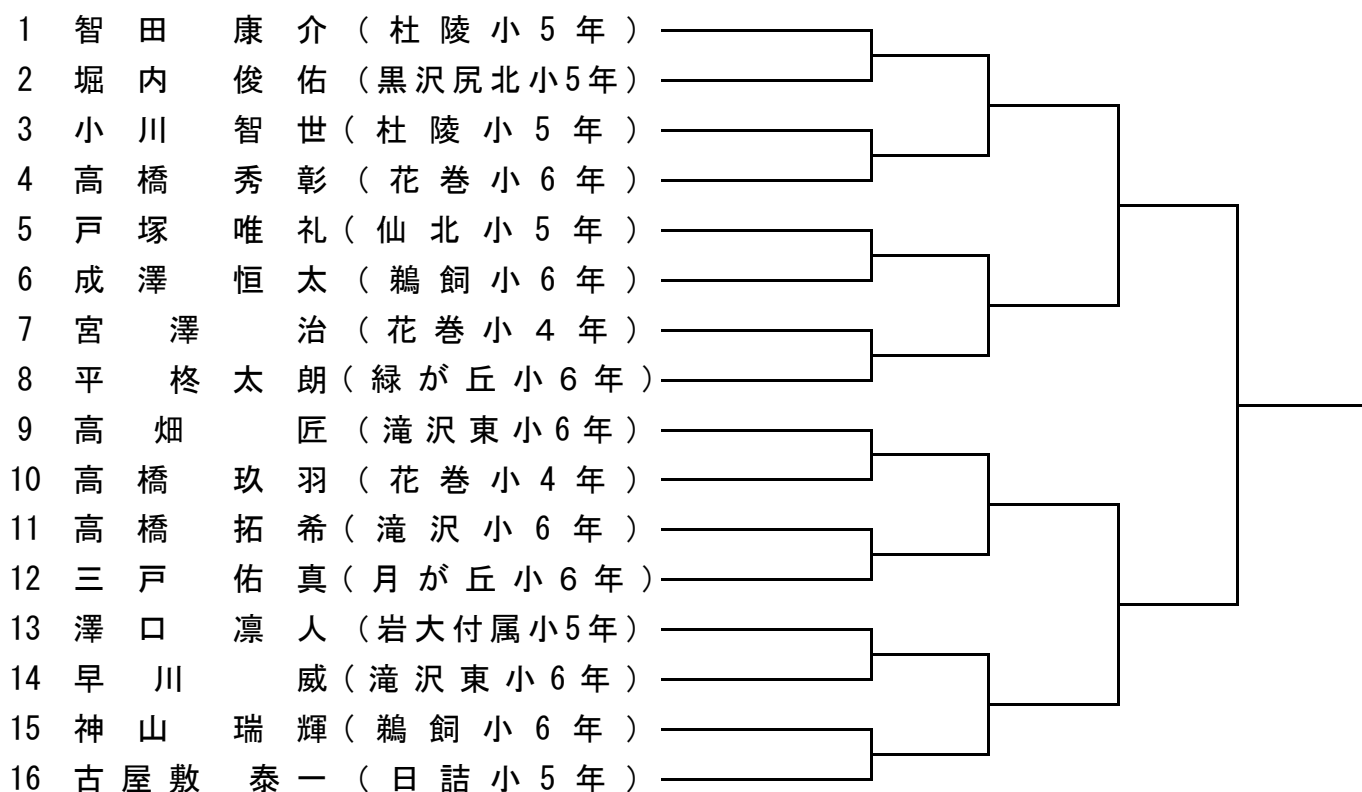 1 智田 康介 (杜陵小5年)
2 堀内 俊佑 (黒沢尻北小5年)
3 小川 智世 (杜陵小5年)
4 高橋 秀彰 (花巻小6年)
5 戸塚 唯礼 (仙北小5年)
6 成澤 恒太 (鵜飼小6年)
7 宮澤 治 (花巻小4年)
8 平 柊太朗 (緑が丘小6年)
9 高畑 匠 (滝沢東小6年)
10 高橋 玖羽 (花巻小4年)
11 高橋 拓希 (滝沢小6年)
12 三戸 佑真 (月が丘小6年)
13 澤口 凛人 (岩大付属小5年)
14 早川 威 (滝沢東小6年)
15 神山 瑞輝 (鵜飼小6年)
16 古屋敷 泰一 (日詰小5年)